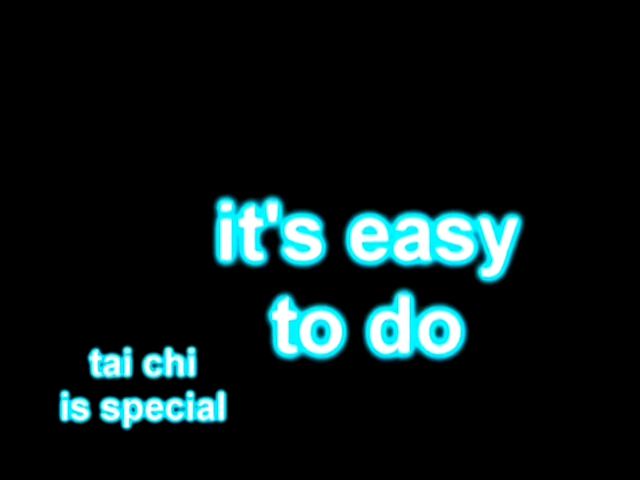 it's easy
to do
tai chi
is special